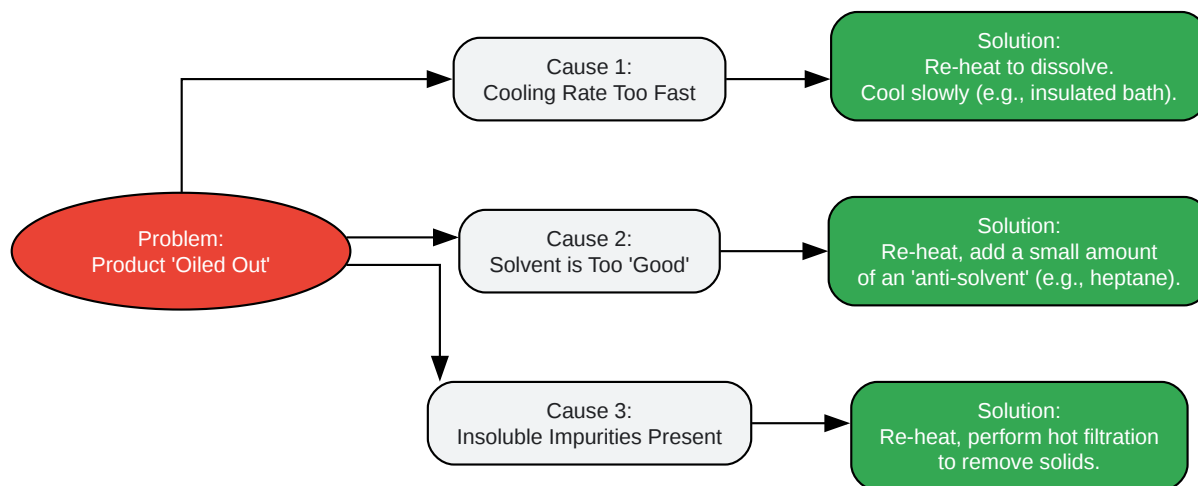 Problem:
Product 'Oiled Out'
Cause 1:
Cooling Rate Too Fast
Solution:
Re-heat to dissolve.
Cool slowly (e.g., insulated bath).
Cause 2:
Solvent is Too 'Good'
Solution:
Re-heat, add a small amount
of an 'anti-solvent' (e.g., heptane).
Cause 3:
Insoluble Impurities Present
Solution:
Re-heat, perform hot filtration
to remove solids.